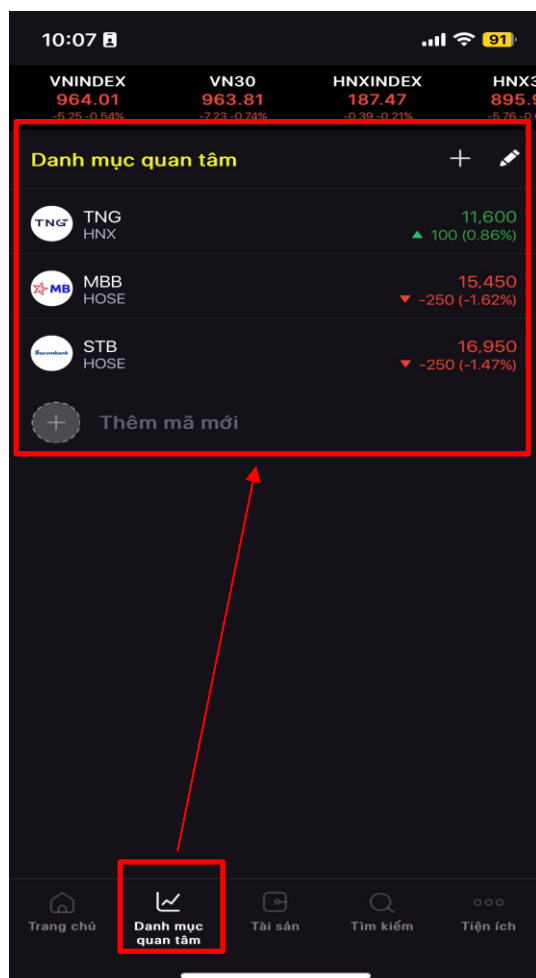 10:07
91
VNINDEX VN30 HNXINDEX HNX3
964.01 963.81 187.47 895.9
-5.25 -0.54% -7.23 -0.74% -0.39 -0.21% -5.76 -0.
Danh mục quan tâm
TNG TNG 11,600
HNX 100 (0.86%)
MB MBB 15,450
HOSE -250 (-1.62%)
Sacombank STB 16,950
HOSE -250 (-1.47%)
Thêm mã mới
Trang chủ Danh mục Tài sản Tìm kiếm Tiện ích
quan tâm